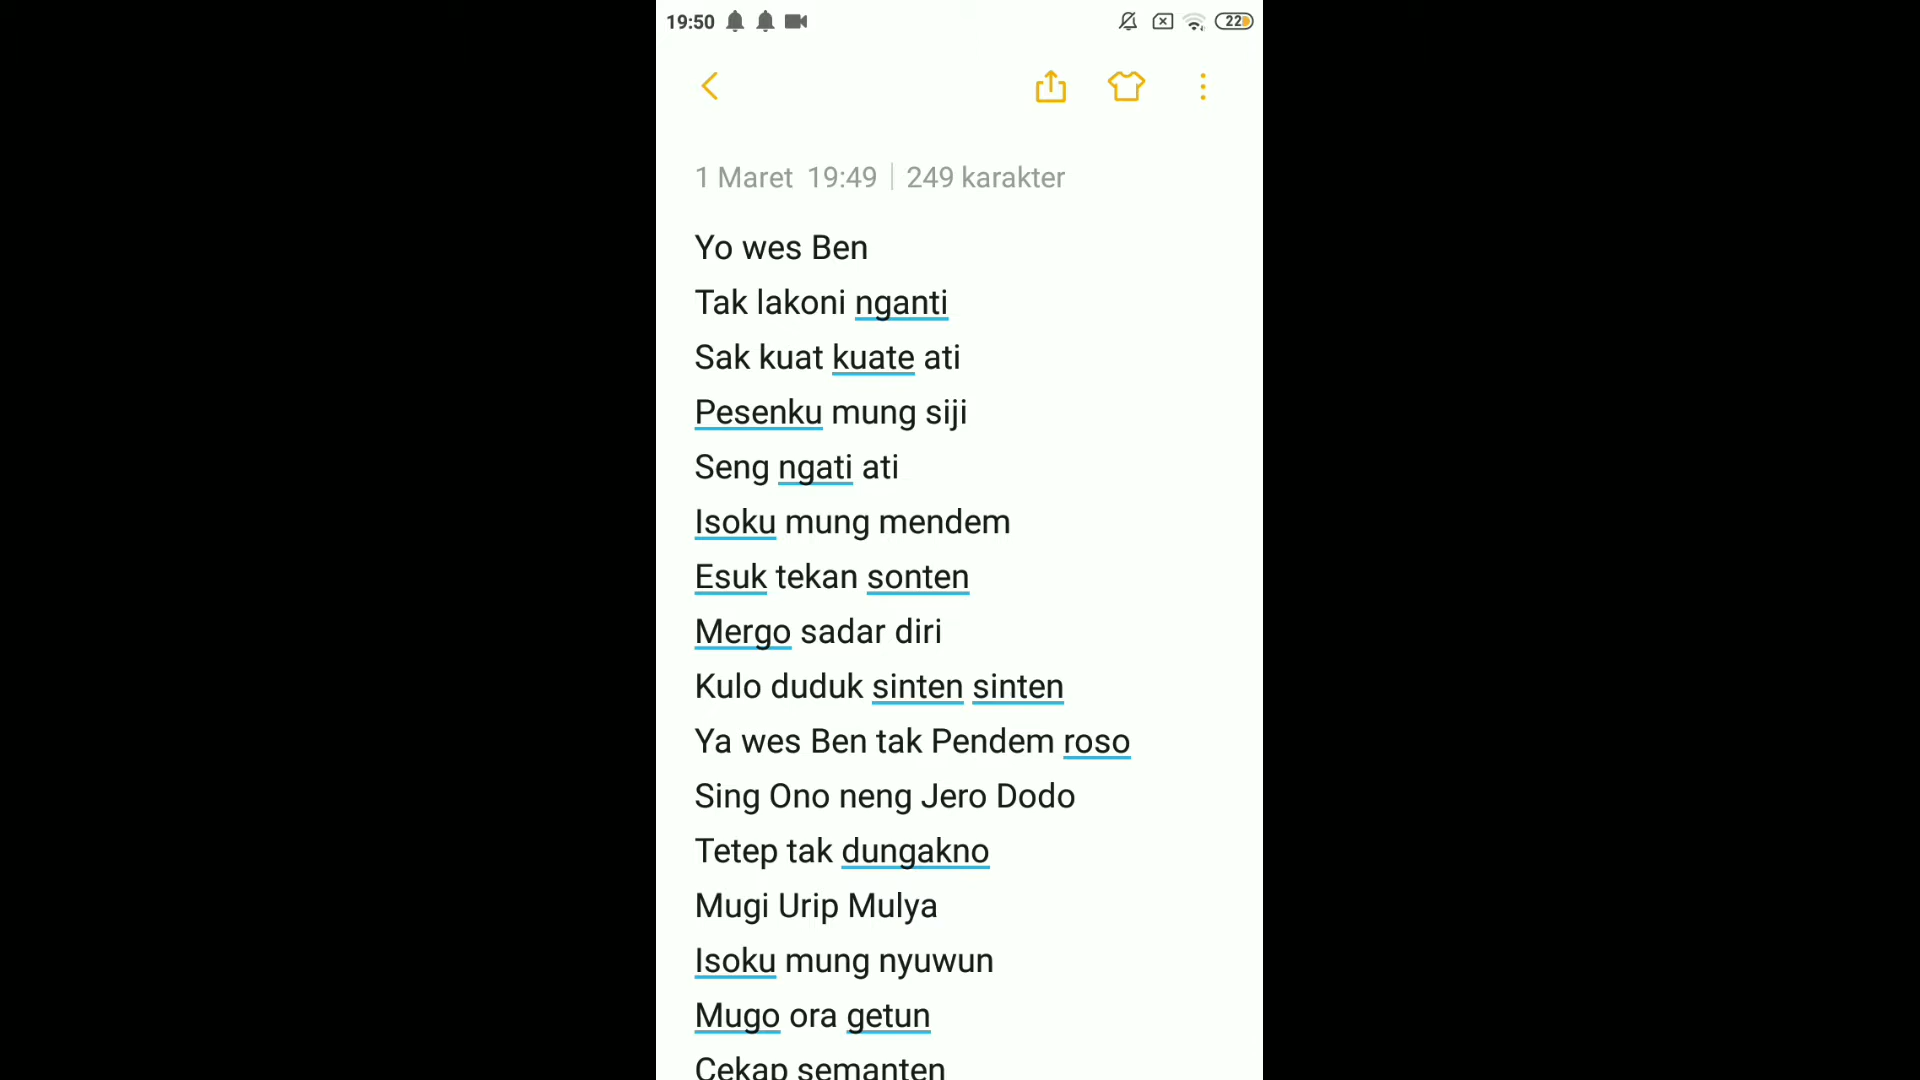 19:50 22
1 Maret 19:49 | 249 karakter
Yo wes Ben
Tak lakoni nganti
Sak kuat kuate ati
Pesenku mung siji
Seng ngati ati
Isoku mung mendem
Esuk tekan sonten
Mergo sadar diri
Kulo duduk sinten sinten
Ya wes Ben tak Pendem roso
Sing Ono neng Jero Dodo
Tetep tak dungakno
Mugi Urip Mulya
Isoku mung nyuwun
Mugo ora getun
Cekap semanten